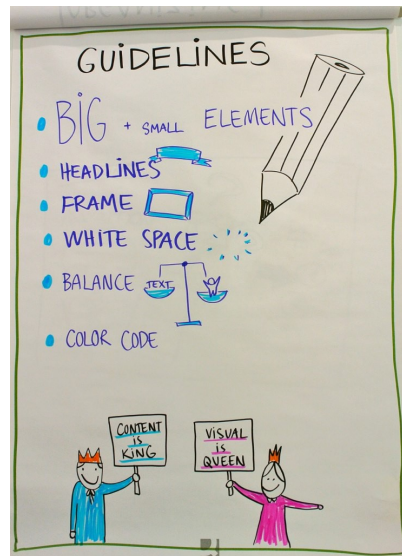 GUIDELINES
BIG + SMALL ELEMENTS
HEADLINES
FRAME
WHITE SPACE
BALANCE TEXT
COLOR CODE
CONTENT
iS
KiNG
VISUAL
iS
QUEEN